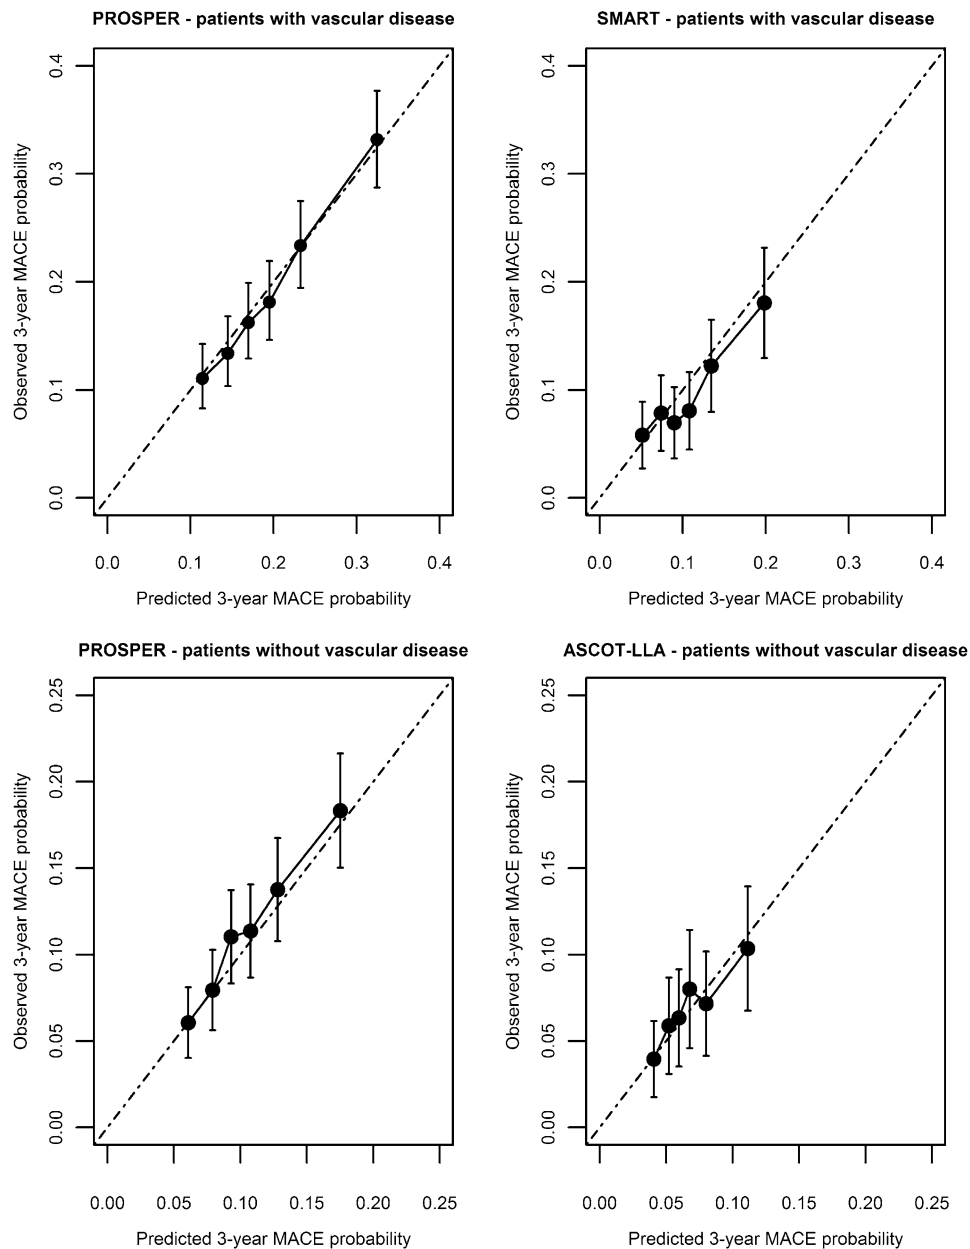 PROSPER - patients with vascular disease
Observed 3-year MACE probability
0.4
0.3
0.2
0.1
0.0
0.0 0.1 0.2 0.3 0.4
Predicted 3-year MACE probability
SMART - patients with vascular disease
Observed 3-year MACE probability
0.4
0.3
0.2
0.1
0.0
0.0 0.1 0.2 0.3 0.4
Predicted 3-year MACE probability
PROSPER - patients without vascular disease
Observed 3-year MACE probability
0.25
0.20
0.15
0.10
0.05
0.00
0.00 0.05 0.10 0.15 0.20 0.25
Predicted 3-year MACE probability
ASCOT-LLA - patients without vascular disease
Observed 3-year MACE probability
0.25
0.20
0.15
0.10
0.05
0.00
0.00 0.05 0.10 0.15 0.20 0.25
Predicted 3-year MACE probability